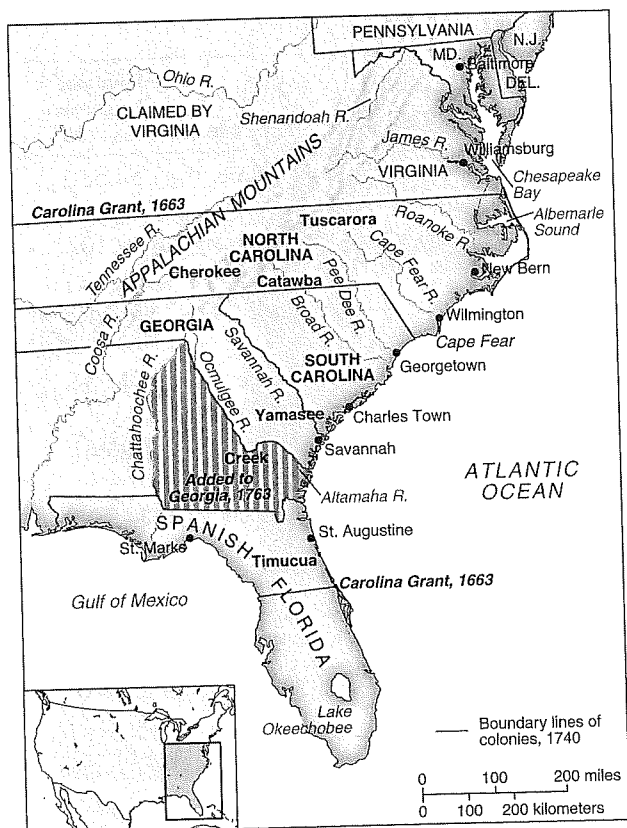 PENNSYLVANIA
N.J.
MD.
Baltimore
DEL.
Ohio R.
CLAIMED BY
VIRGINIA
Shenandoah R.
James R.
Williamsburg
VIRGINIA
Chesapeake
Bay
APPALACHIAN MOUNTAINS
Carolina Grant, 1663
Tuscarora
Roanoke R.
Albemarle
Sound
Tennessee R.
NORTH
CAROLINA
Cape Fear R.
Cherokee
New Bern
Catawba
Pee Dee R.
Broad R.
Wilmington
Coosa R.
GEORGIA
Cape Fear
Savannah R.
SOUTH
CAROLINA
Georgetown
Chattahoochee R.
Ocmulgee R.
Yamasee
Charles Town
Savannah
Creek
Added to
Georgia, 1763
Altamaha R.
ATLANTIC
OCEAN
SPANISH
FLORIDA
St. Marks
St. Augustine
Timucua
Carolina Grant, 1663
Gulf of Mexico
Lake
Okeechobee
Boundary lines of
colonies, 1740
0 100 200 miles
0 100 200 kilometers